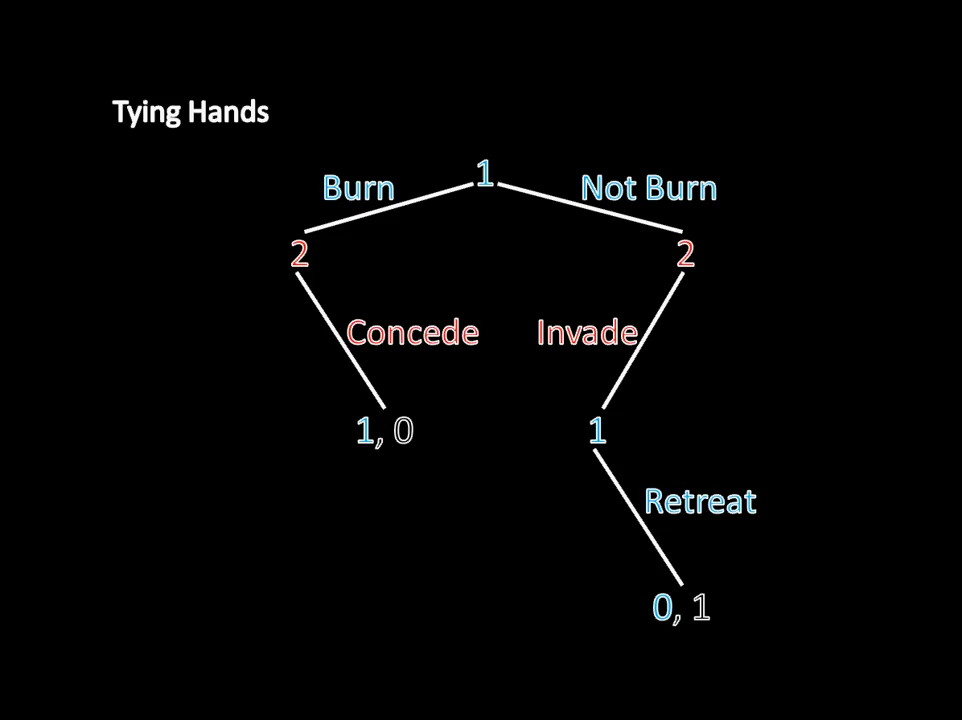 Tying Hands
1
Burn
Not Burn
2
2
Concede
Invade
1, 0
1
Retreat
0, 1